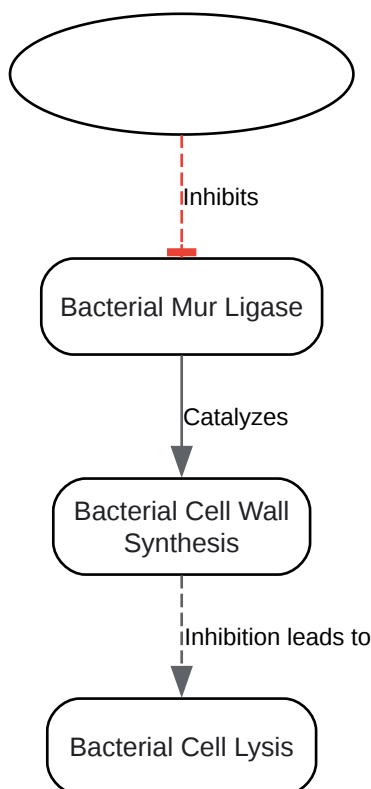 Inhibits
Bacterial Mur Ligase
Catalyzes
Bacterial Cell Wall
Synthesis
Inhibition leads to
Bacterial Cell Lysis